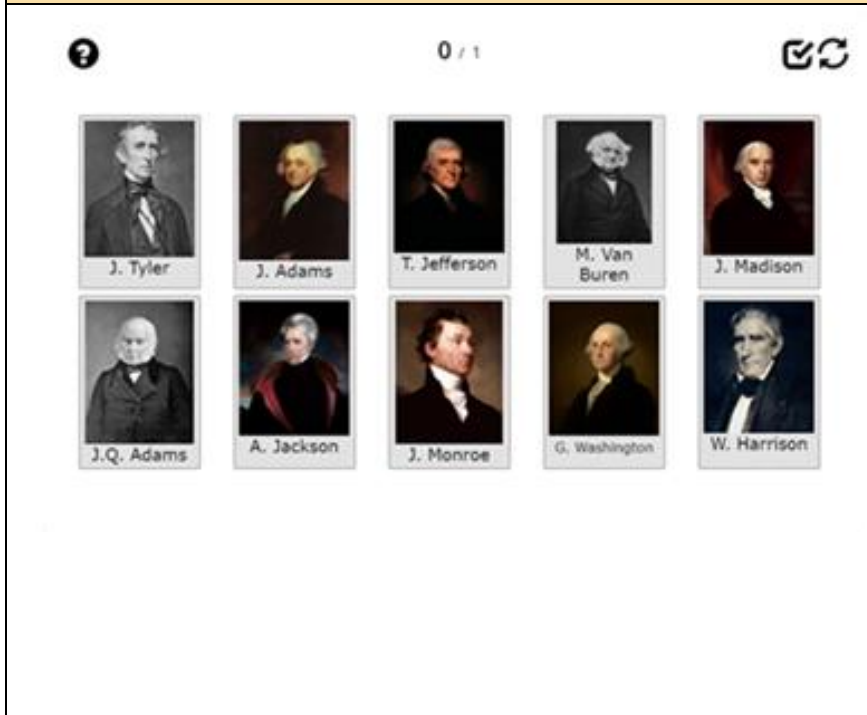 ?
0 / 1
J. Tyler
J. Adams
T. Jefferson
M. Van
Buren
J. Madison
J.Q. Adams
A. Jackson
J. Monroe
G. Washington
W. Harrison